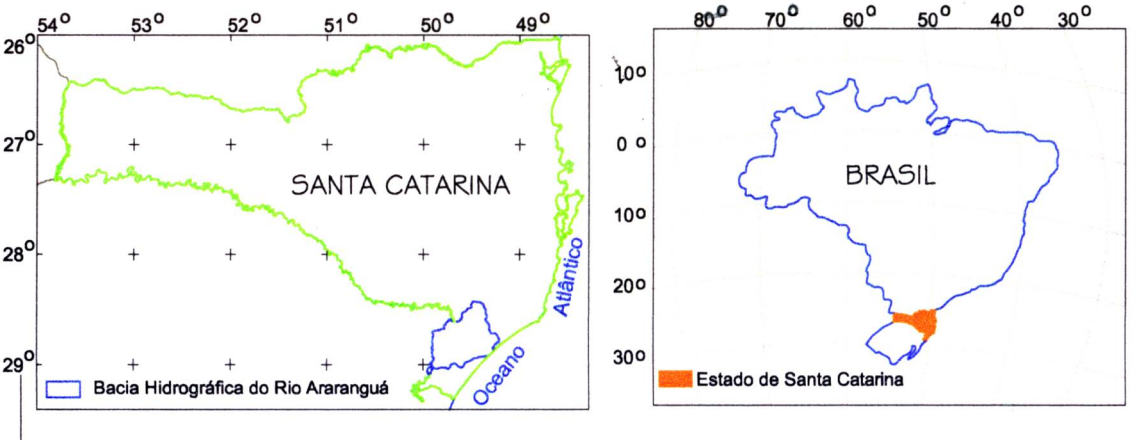 54° 53° 52° 51° 50° 49°
26°
27°
28°
29°
SANTA CATARINA
Atlântico
Oceano
Bacia Hidrográfica do Rio Araranguá
80° 70° 60° 50° 40° 30°
10°
0 °
10°
20°
30°
BRASIL
Estado de Santa Catarina